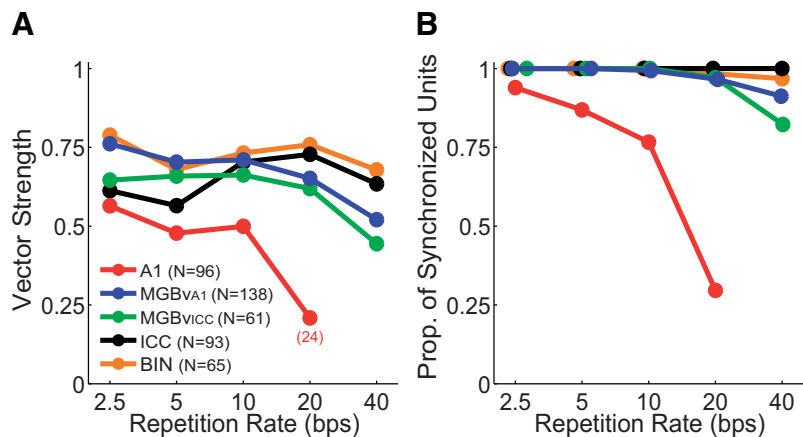 A
B
Vector Strength
1
0.75
0.5
0.25
0
A1 (N=96)
MGBVA1 (N=138)
MGBVICC (N=61)
ICC (N=93)
BIN (N=65)
(24)
2.5 5 10 20 40
Repetition Rate (bps)
Prop. of Synchronized Units
1
0.75
0.5
0.25
0
2.5 5 10 20 40
Repetition Rate (bps)